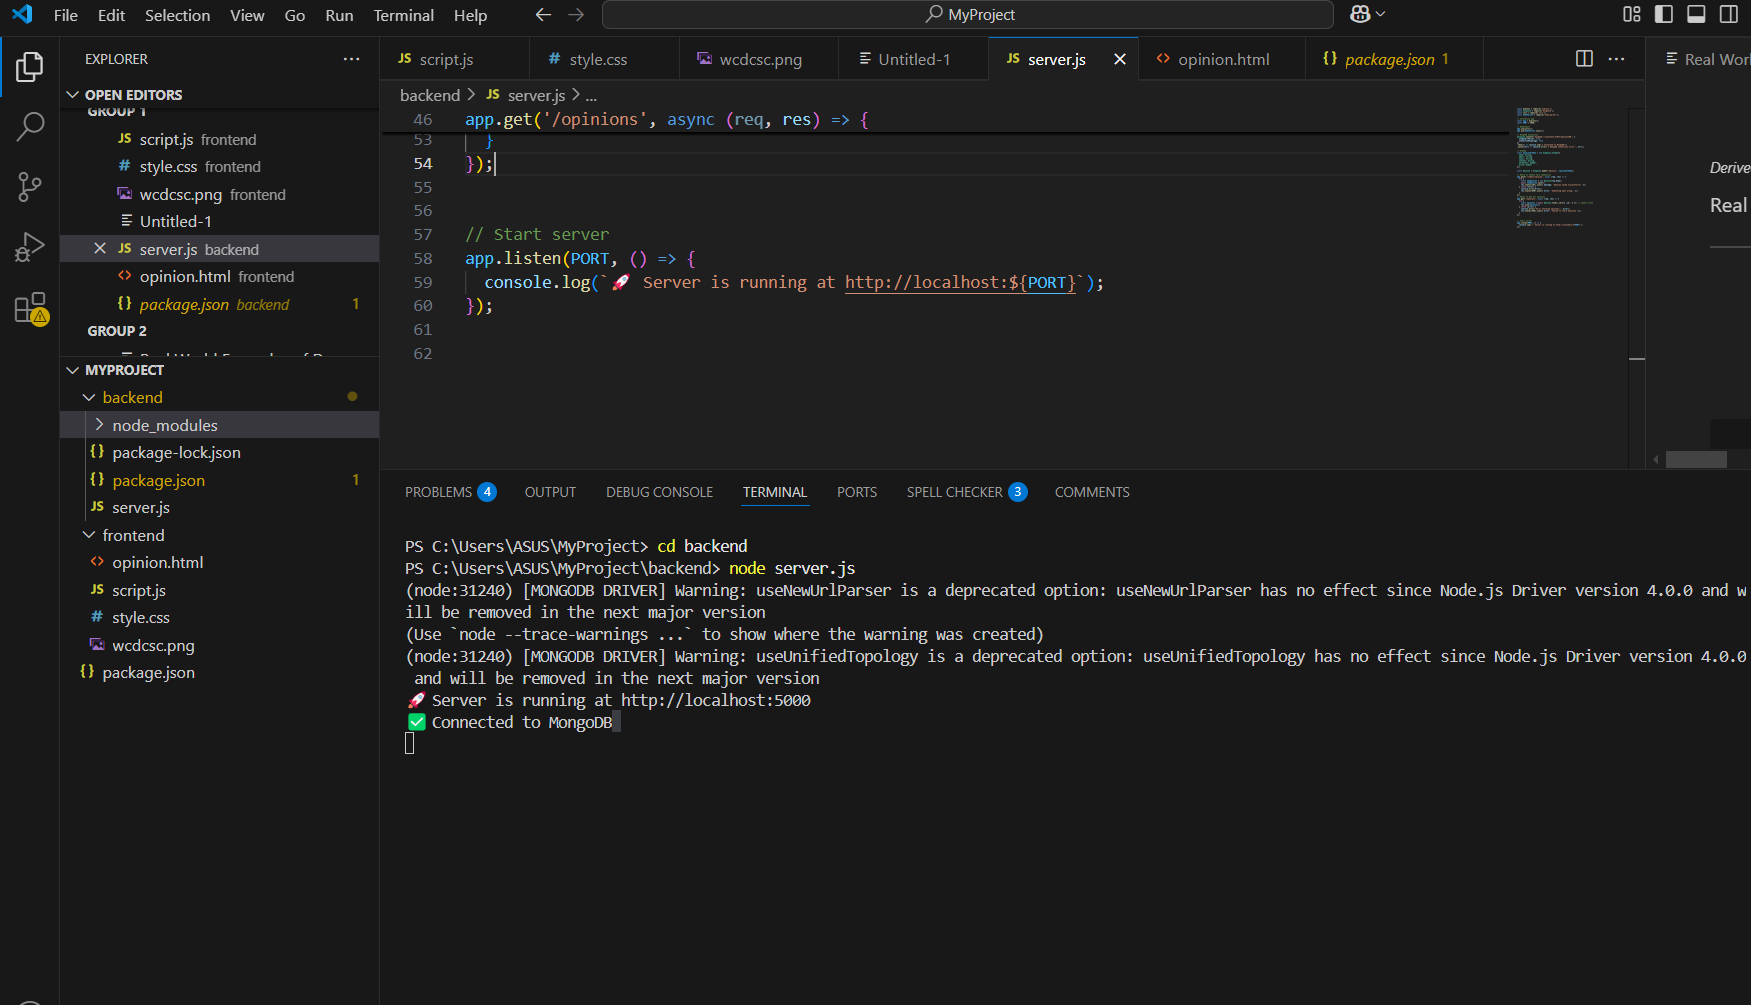 File Edit Selection View Go Run Terminal Help
MyProject
EXPLORER
OPEN EDITORS
GROUP 1
script.js frontend
style.css frontend
wcdcsc.png frontend
Untitled-1
server.js backend
opinion.html frontend
package.json backend 1
GROUP 2
MYPROJECT
backend
node_modules
package-lock.json
package.json 1
server.js
frontend
opinion.html
script.js
style.css
wcdcsc.png
package.json
script.js style.css wcdcsc.png Untitled-1 server.js opinion.html package.json 1
backend > server.js > ...
46 app.get('/opinions', async (req, res) => {
53 }
54 });
55
56
57 // Start server
58 app.listen(PORT, () => {
59 console.log(`🚀 Server is running at http://localhost:${PORT}`);
60 });
61
62
Real Worl
Derive
Real
PROBLEMS 4 OUTPUT DEBUG CONSOLE TERMINAL PORTS SPELL CHECKER 3 COMMENTS
PS C:\Users\ASUS\MyProject> cd backend
PS C:\Users\ASUS\MyProject\backend> node server.js
(node:31240) [MONGODB DRIVER] Warning: useNewUrlParser is a deprecated option: useNewUrlParser has no effect since Node.js Driver version 4.0.0 and w
ill be removed in the next major version
(Use `node --trace-warnings ...` to show where the warning was created)
(node:31240) [MONGODB DRIVER] Warning: useUnifiedTopology is a deprecated option: useUnifiedTopology has no effect since Node.js Driver version 4.0.0
and will be removed in the next major version
🚀 Server is running at http://localhost:5000
✅ Connected to MongoDB